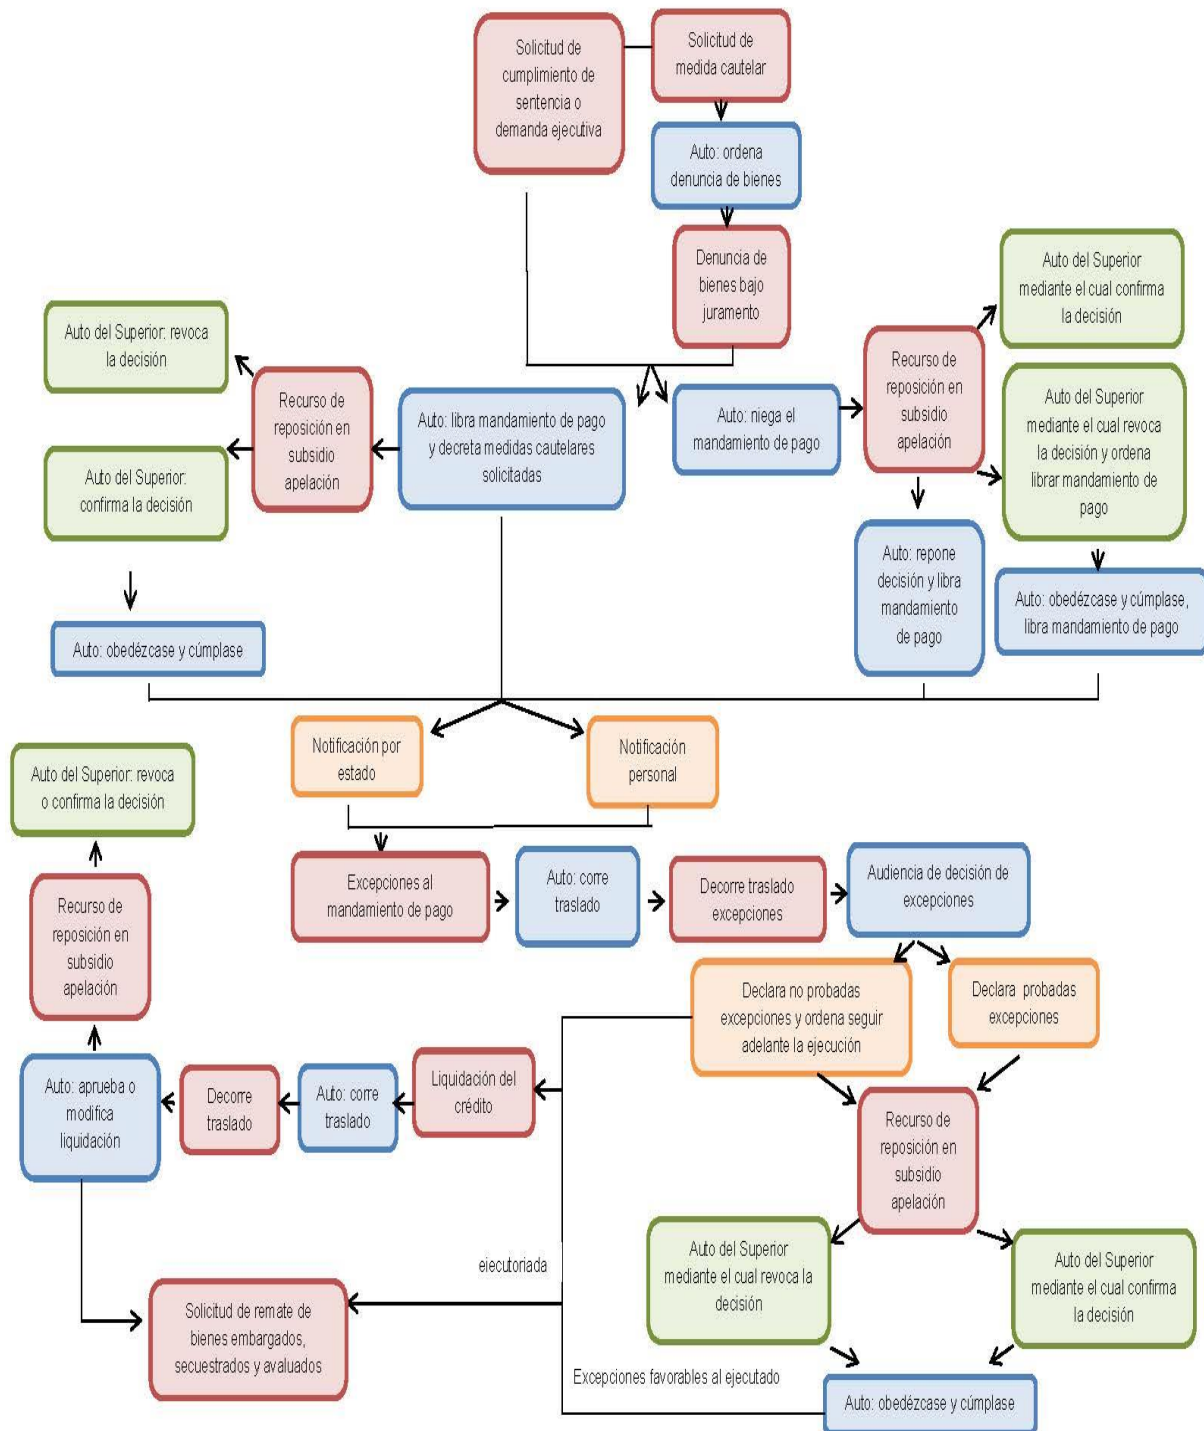 Solicitud de
cumplimiento de
sentencia o
demanda ejecutiva
Solicitud de
medida cautelar
Auto: ordena
denuncia de bienes
Denuncia de
bienes bajo
juramento
Auto del Superior
mediante el cual confirma
la decisión
Auto del Superior: revoca
la decisión
Recurso de
reposición en
subsidio
apelación
Auto: libra mandamiento de pago
y decreta medidas cautelares
solicitadas
Auto: niega el
mandamiento de pago
Recurso de
reposición en
subsidio
apelación
Auto del Superior
mediante el cual revoca
la decisión y ordena
librar mandamiento de
pago
Auto del Superior:
confirma la decisión
Auto: repone
decisión y libra
mandamiento
de pago
Auto: obedézcase y cúmplase,
libra mandamiento de pago
Auto: obedézcase y cúmplase
Notificación por
estado
Notificación
personal
Auto del Superior: revoca
o confirma la decisión
Excepciones al
mandamiento de pago
Auto: corre
traslado
Decorre traslado
excepciones
Audiencia de decisión de
excepciones
Recurso de
reposición en
subsidio
apelación
Declara no probadas
excepciones y ordena seguir
adelante la ejecución
Declara probadas
excepciones
Auto: aprueba o
modifica
liquidación
Decorre
traslado
Auto: corre
traslado
Liquidación del
crédito
Recurso de
reposición en
subsidio
apelación
Auto del Superior
mediante el cual revoca la
decisión
Auto del Superior
mediante el cual confirma
la decisión
ejecutoriada
Solicitud de remate de
bienes embargados,
secuestrados y avaluados
Excepciones favorables al ejecutado
Auto: obedézcase y cúmplase